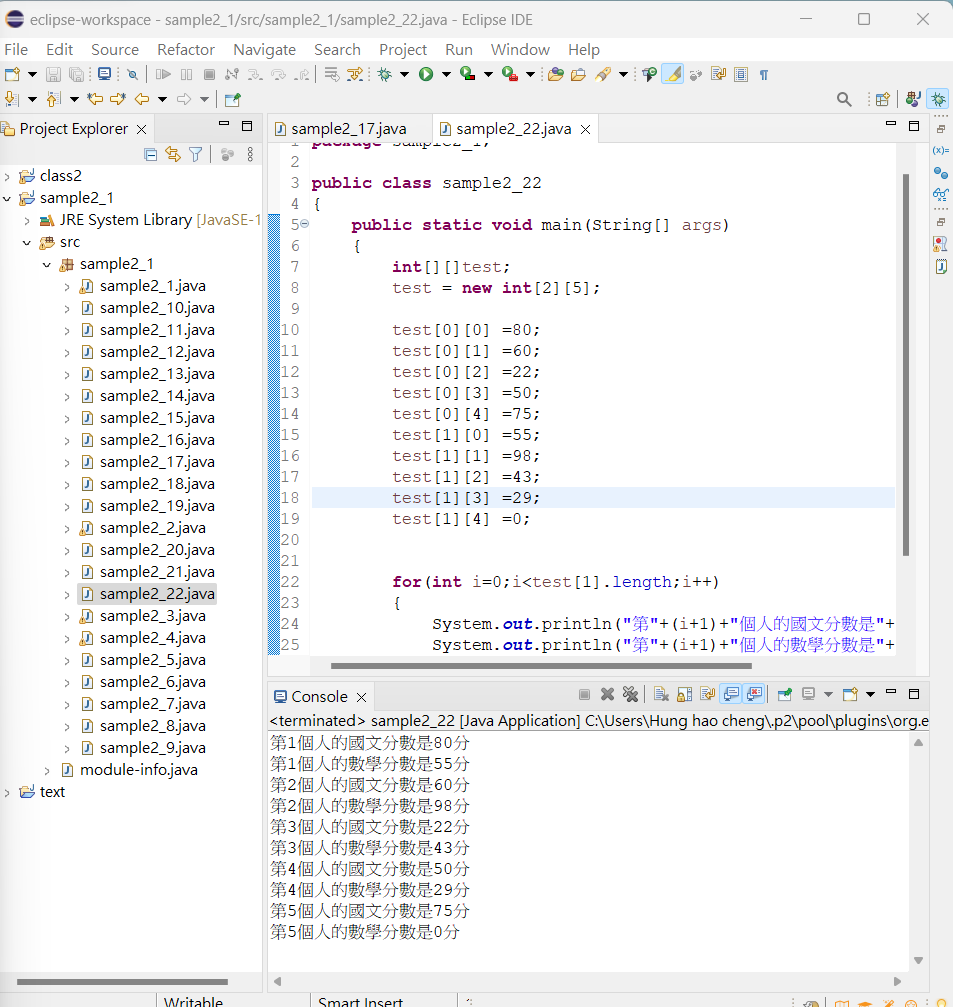 eclipse-workspace - sample2_1/src/sample2_1/sample2_22.java - Eclipse IDE
File Edit Source Refactor Navigate Search Project Run Window Help
Project Explorer
class2
sample2_1
JRE System Library [JavaSE-1
src
sample2_1
sample2_1.java
sample2_10.java
sample2_11.java
sample2_12.java
sample2_13.java
sample2_14.java
sample2_15.java
sample2_16.java
sample2_17.java
sample2_18.java
sample2_19.java
sample2_2.java
sample2_20.java
sample2_21.java
sample2_22.java
sample2_3.java
sample2_4.java
sample2_5.java
sample2_6.java
sample2_7.java
sample2_8.java
sample2_9.java
module-info.java
text
sample2_17.java sample2_22.java
1 package sample2_1;
2
3 public class sample2_22
4 {
5 public static void main(String[] args)
6 {
7 int[][]test;
8 test = new int[2][5];
9
10 test[0][0] =80;
11 test[0][1] =60;
12 test[0][2] =22;
13 test[0][3] =50;
14 test[0][4] =75;
15 test[1][0] =55;
16 test[1][1] =98;
17 test[1][2] =43;
18 test[1][3] =29;
19 test[1][4] =0;
20
21
22 for(int i=0;i<test[1].length;i++)
23 {
24 System.out.println("第"+(i+1)+"個人的國文分數是"+
25 System.out.println("第"+(i+1)+"個人的數學分數是"+
Console
<terminated> sample2_22 [Java Application] C:\Users\Hung hao cheng\.p2\pool\plugins\org.e
第1個人的國文分數是80分
第1個人的數學分數是55分
第2個人的國文分數是60分
第2個人的數學分數是98分
第3個人的國文分數是22分
第3個人的數學分數是43分
第4個人的國文分數是50分
第4個人的數學分數是29分
第5個人的國文分數是75分
第5個人的數學分數是0分
Writable Smart Insert